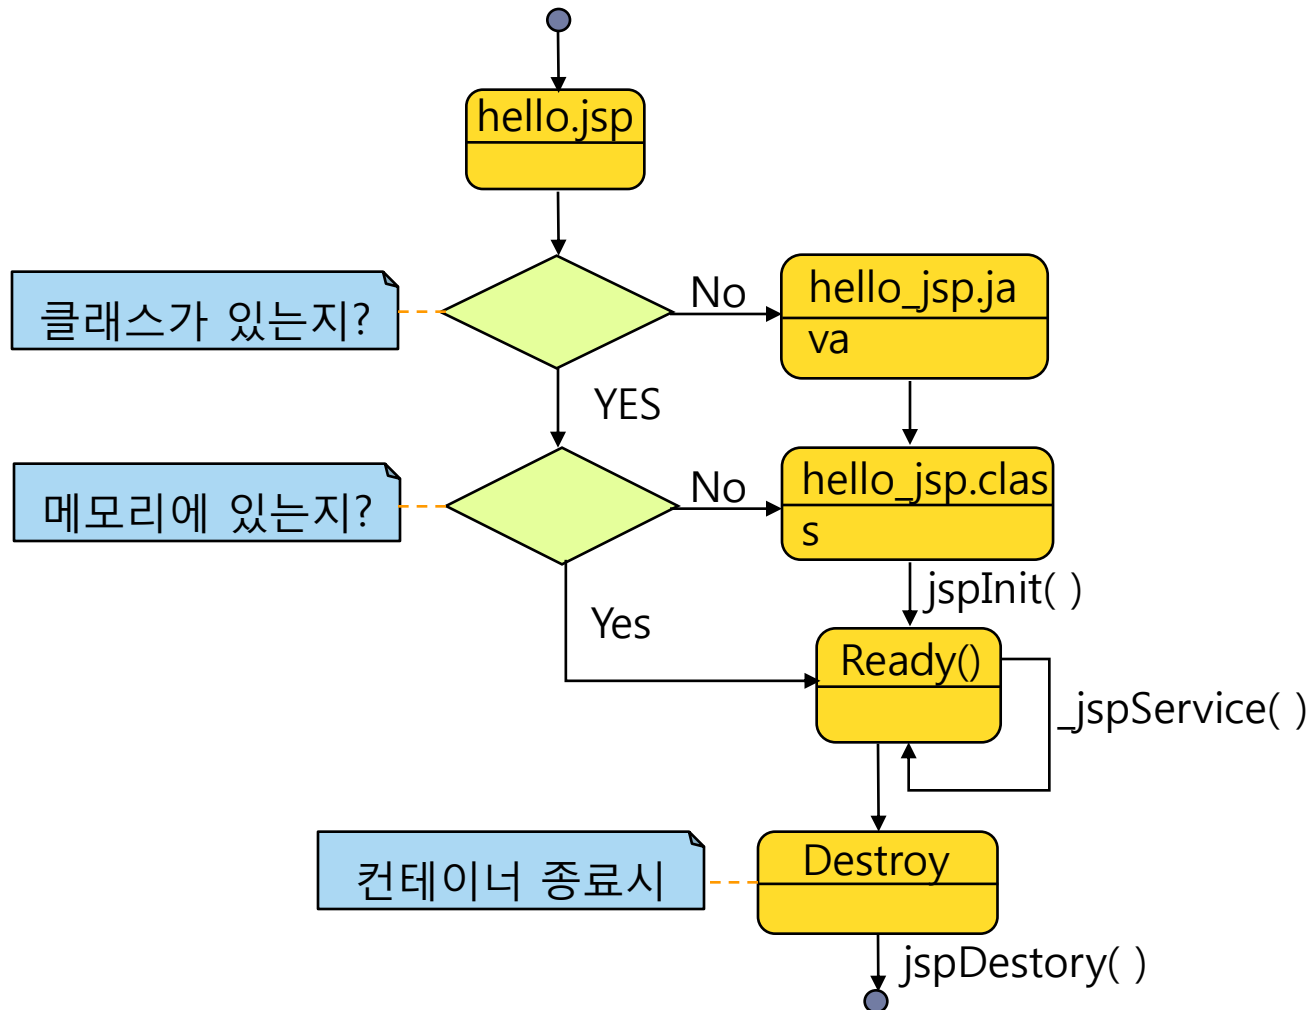 hello.jsp
클래스가 있는지?
No
hello_jsp.ja
va
YES
메모리에 있는지?
No
hello_jsp.clas
s
jspInit( )
Yes
Ready()
_jspService( )
컨테이너 종료시
Destroy
jspDestory( )